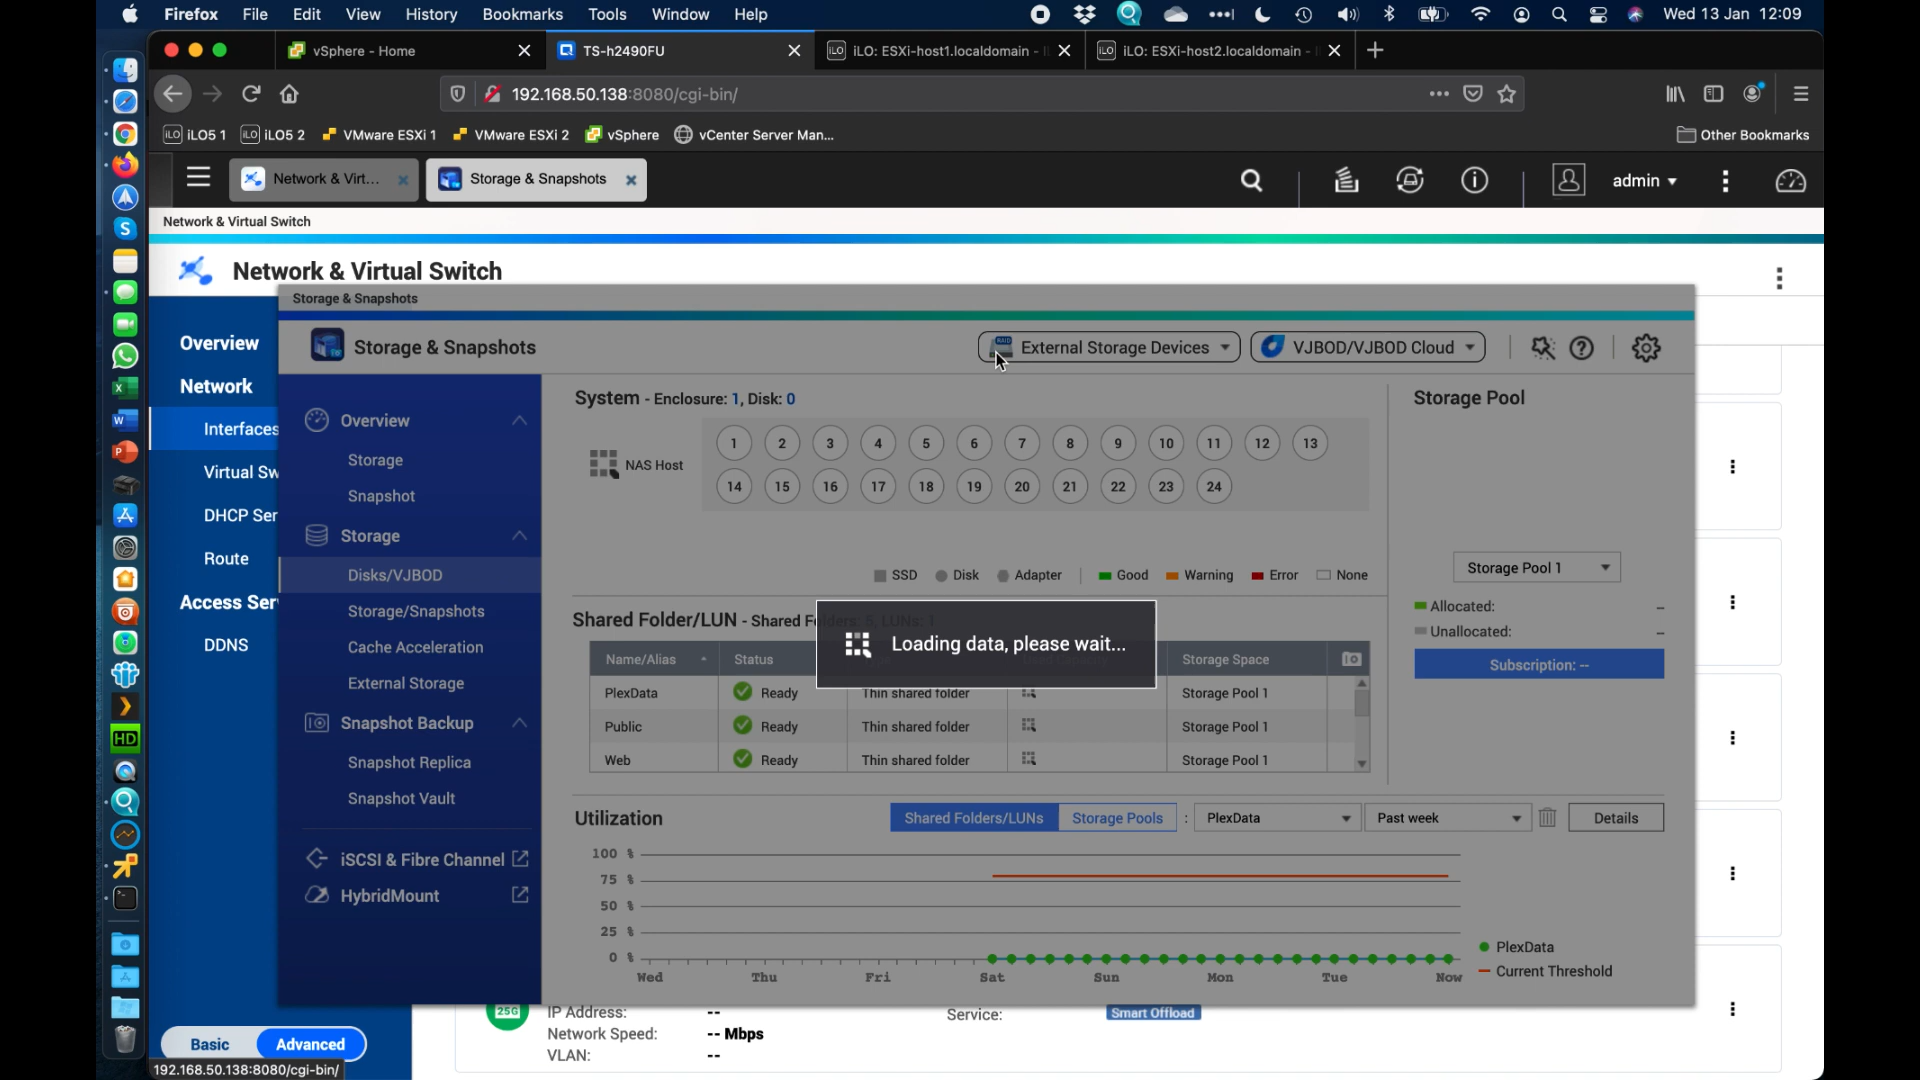 Firefox File Edit View History Bookmarks Tools Window Help Wed 13 Jan 12:09
vSphere - Home TS-h2490FU iLO: ESXi-host1.localdomain - iLO: ESXi-host2.localdomain -
192.168.50.138:8080/cgi-bin/
iLO iLO5 1 iLO iLO5 2 VMware ESXi 1 VMware ESXi 2 vSphere vCenter Server Man... Other Bookmarks
Network & Virt... Storage & Snapshots admin
Network & Virtual Switch
Network & Virtual Switch
Storage & Snapshots
Storage & Snapshots External Storage Devices VJBOD/VJBOD Cloud
Overview
Network
Interfaces
Virtual Sw
DHCP Ser
Route
Access Ser
DDNS
Basic Advanced
192.168.50.138:8080/cgi-bin/
Overview
Storage
Snapshot
Storage
Disks/VJBOD
Storage/Snapshots
Cache Acceleration
External Storage
Snapshot Backup
Snapshot Replica
Snapshot Vault
iSCSI & Fibre Channel
HybridMount
System - Enclosure: 1, Disk: 0
NAS Host
1 2 3 4 5 6 7 8 9 10 11 12 13
14 15 16 17 18 19 20 21 22 23 24
SSD Disk Adapter Good Warning Error None
Storage Pool
Storage Pool 1
Allocated: --
Unallocated: --
Subscription: --
Shared Folder/LUN - Shared Folders: 5, LUNs: 1
Loading data, please wait...
Name/Alias Status Storage Space
PlexData Ready Thin shared folder Storage Pool 1
Public Ready Thin shared folder Storage Pool 1
Web Ready Thin shared folder Storage Pool 1
Utilization Shared Folders/LUNs Storage Pools : PlexData Past week Details
100 %
75 %
50 %
25 %
0 %
Wed Thu Fri Sat Sun Mon Tue Now
PlexData
Current Threshold
25G IP Address: -- Service: Smart Offload
Network Speed: -- Mbps
VLAN: --